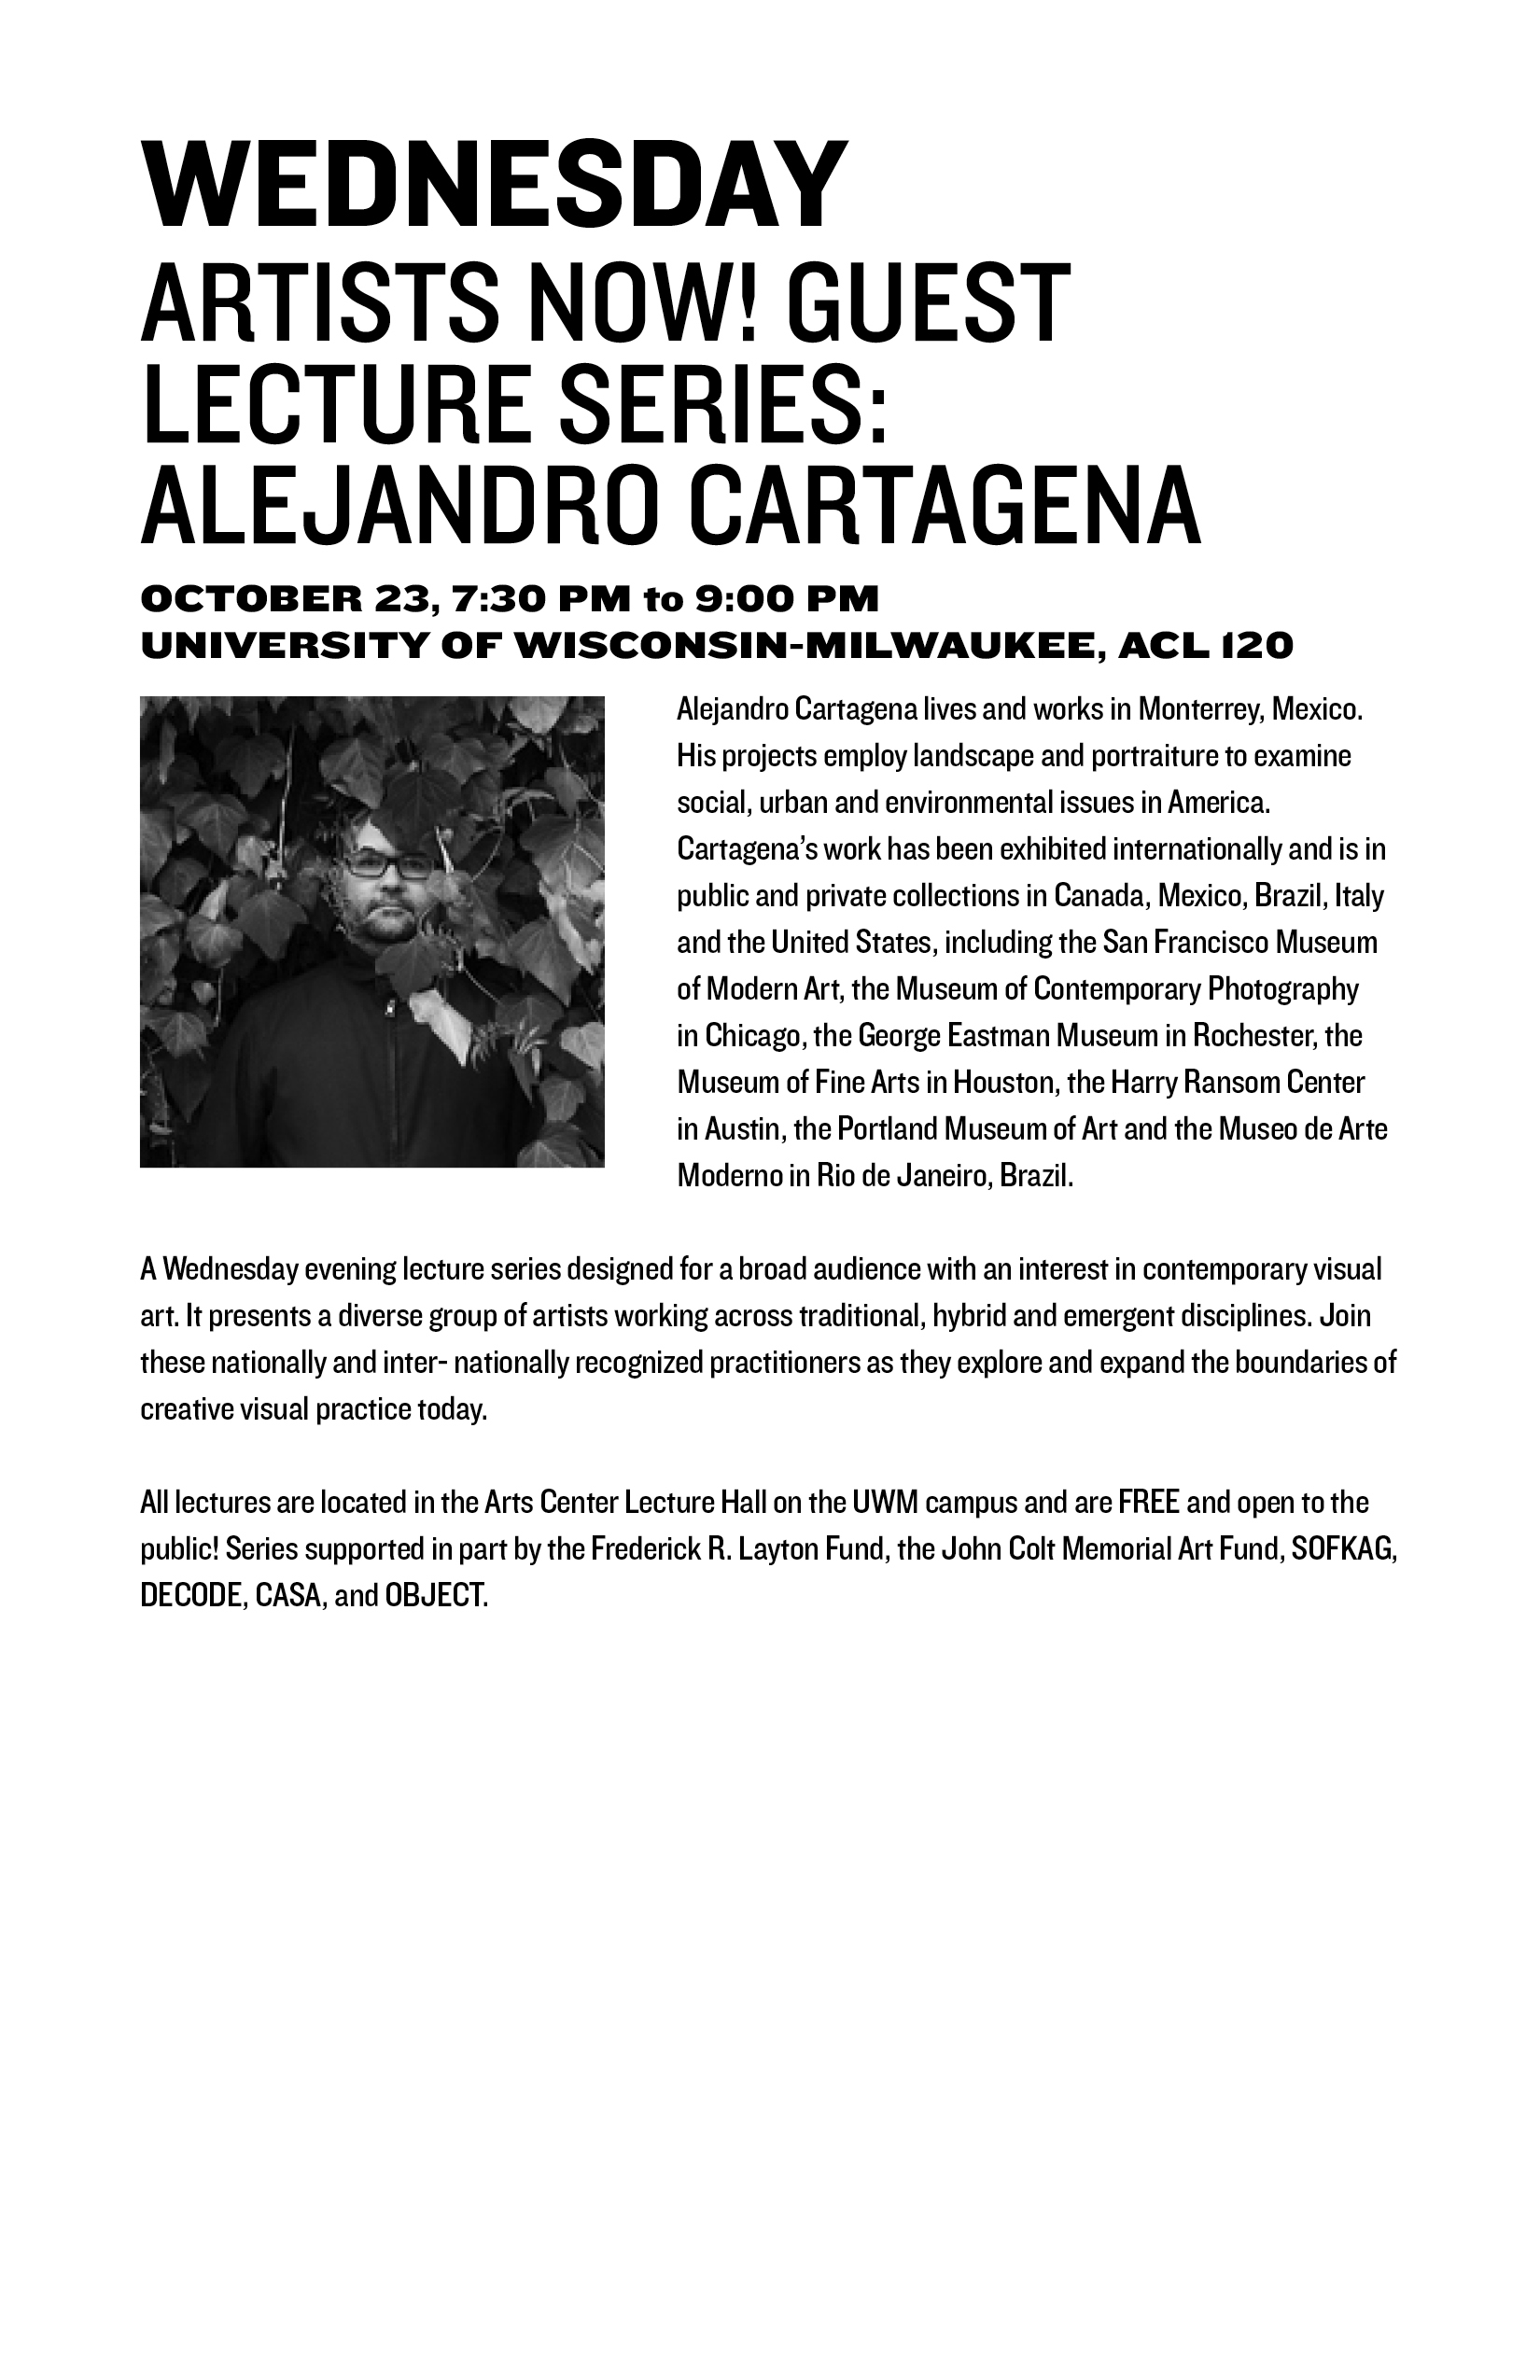 WEDNESDAY
ARTISTS NOW! GUEST
LECTURE SERIES:
ALEJANDRO CARTAGENA
OCTOBER 23, 7:30 PM to 9:00 PM
UNIVERSITY OF WISCONSIN-MILWAUKEE, ACL 120
Alejandro Cartagena lives and works in Monterrey, Mexico.
His projects employ landscape and portraiture to examine
social, urban and environmental issues in America.
Cartagena’s work has been exhibited internationally and is in
public and private collections in Canada, Mexico, Brazil, Italy
and the United States, including the San Francisco Museum
of Modern Art, the Museum of Contemporary Photography
in Chicago, the George Eastman Museum in Rochester, the
Museum of Fine Arts in Houston, the Harry Ransom Center
in Austin, the Portland Museum of Art and the Museo de Arte
Moderno in Rio de Janeiro, Brazil.
A Wednesday evening lecture series designed for a broad audience with an interest in contemporary visual
art. It presents a diverse group of artists working across traditional, hybrid and emergent disciplines. Join
these nationally and inter- nationally recognized practitioners as they explore and expand the boundaries of
creative visual practice today.
All lectures are located in the Arts Center Lecture Hall on the UWM campus and are FREE and open to the
public! Series supported in part by the Frederick R. Layton Fund, the John Colt Memorial Art Fund, SOFKAG,
DECODE, CASA, and OBJECT.